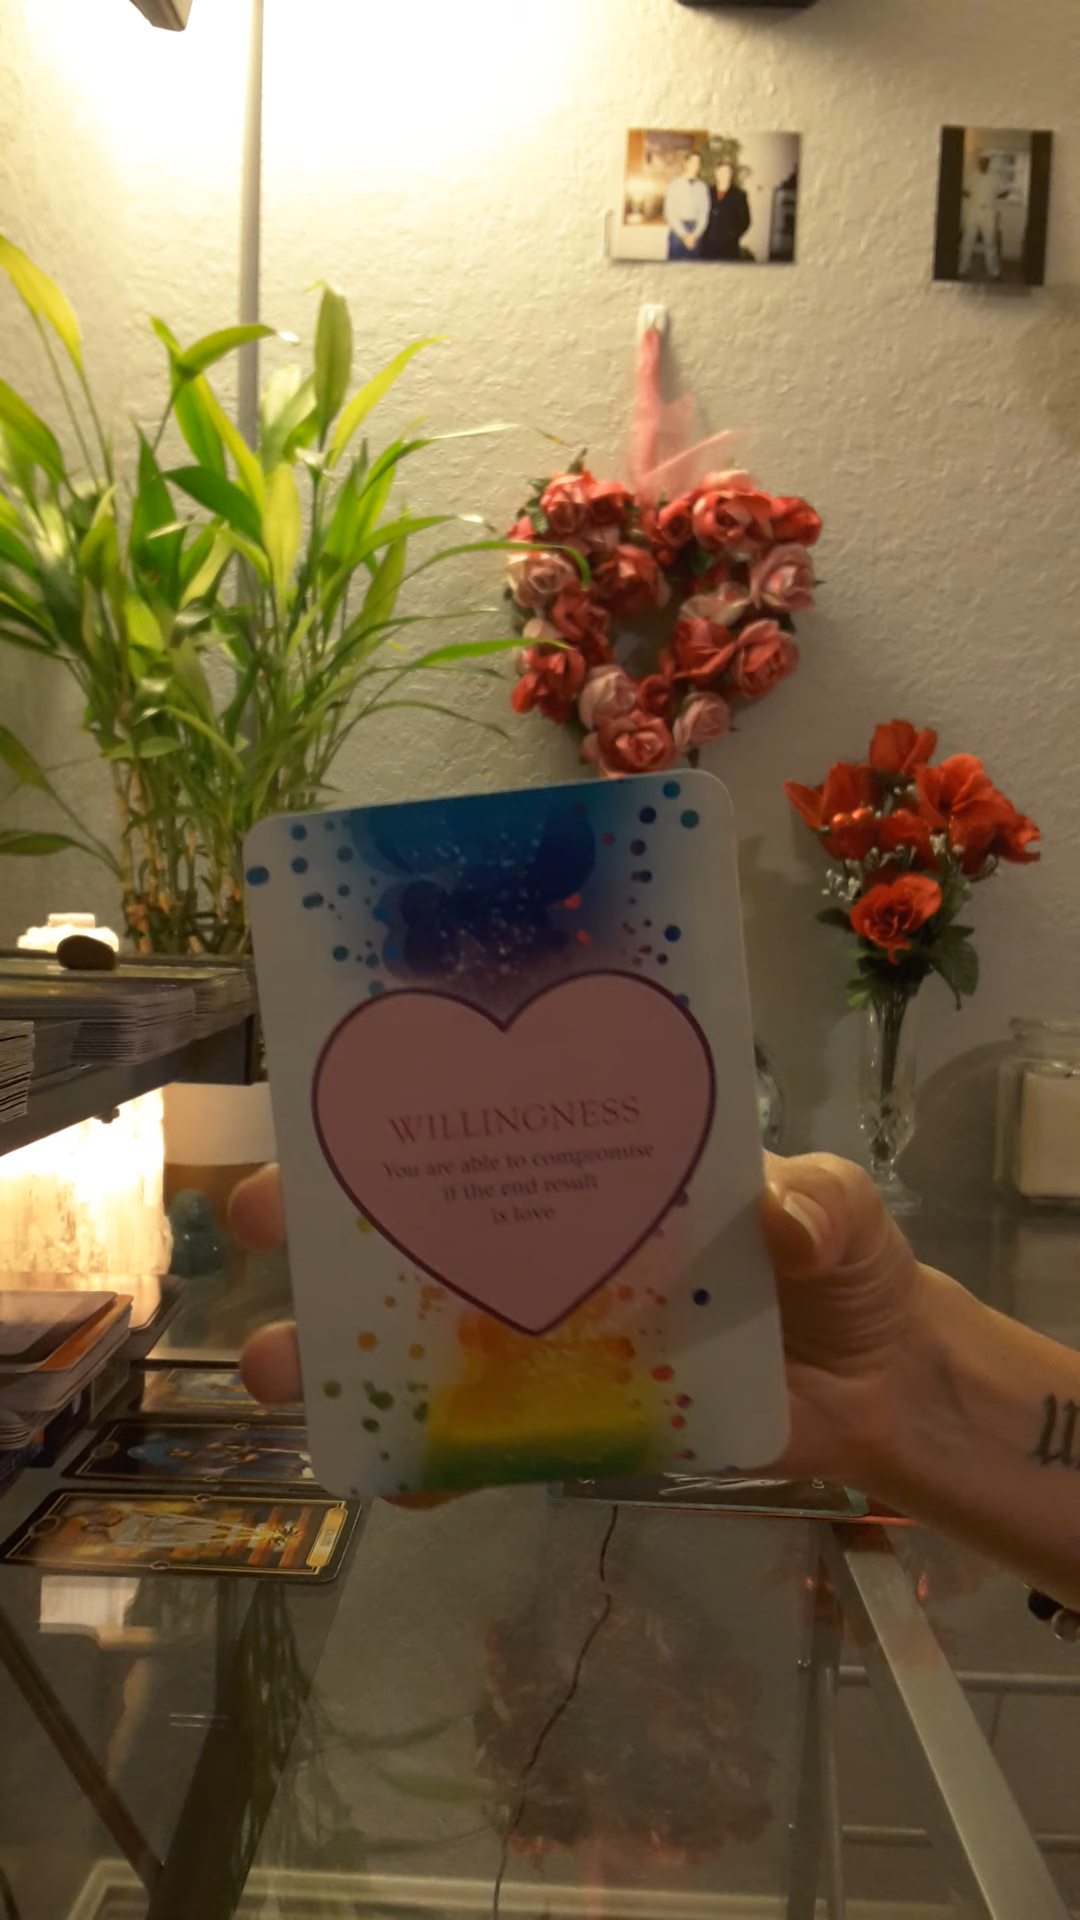 WILLINGNESS
You are able to compromise
if the end result
is love